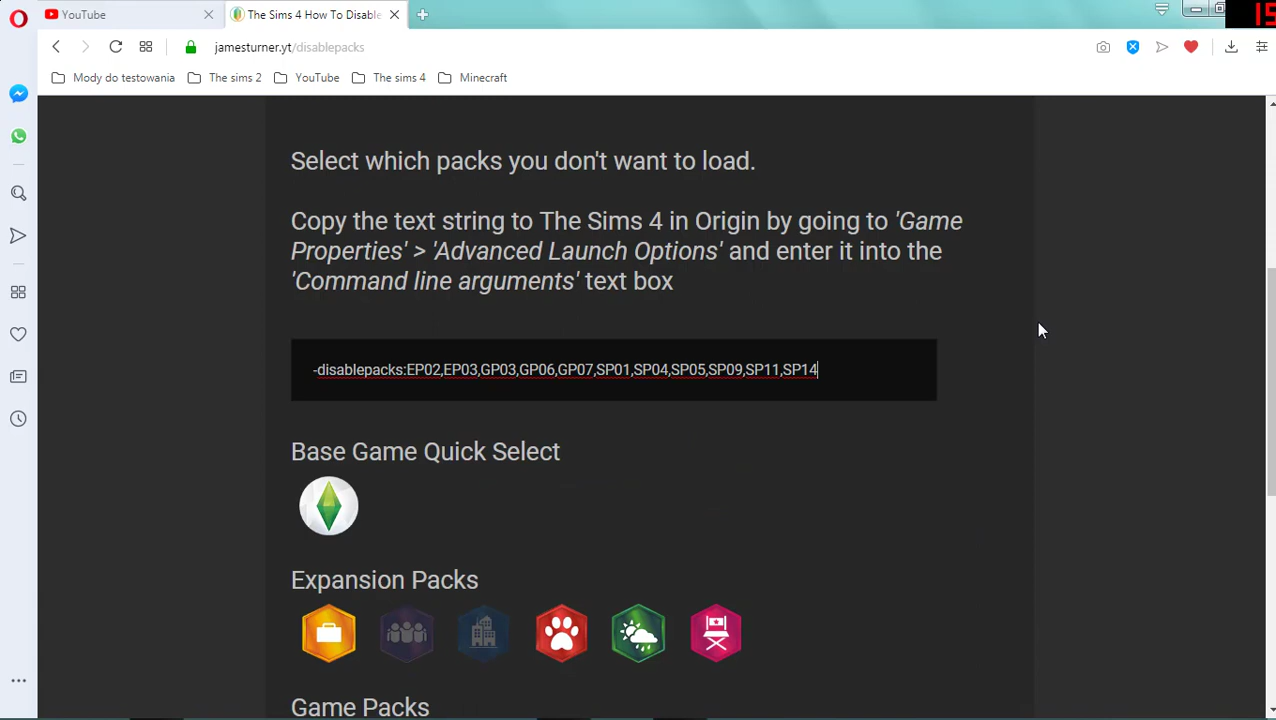 YouTube
The Sims 4 How To Disable
15
jamesturner.yt/disablepacks
Mody do testowania
The sims 2
YouTube
The sims 4
Minecraft
Select which packs you don't want to load.
Copy the text string to The Sims 4 in Origin by going to 'Game
Properties' > 'Advanced Launch Options' and enter it into the
'Command line arguments' text box
-disablepacks:EP02,EP03,GP03,GP06,GP07,SP01,SP04,SP05,SP09,SP11,SP14
Base Game Quick Select
Expansion Packs
Game Packs